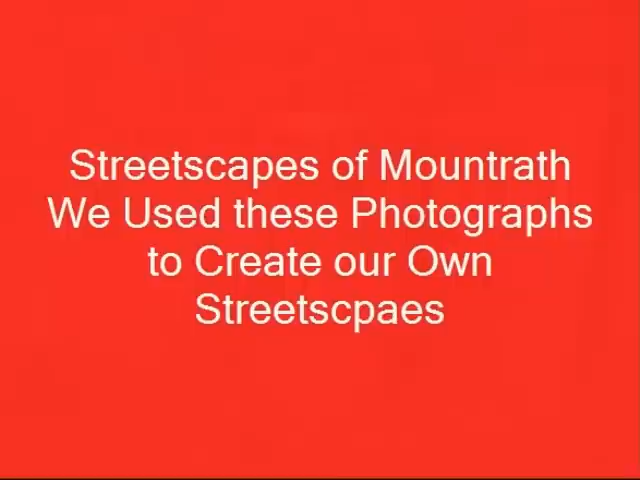 Streetscapes of Mountrath
We Used these Photographs
to Create our Own
Streetscpaes